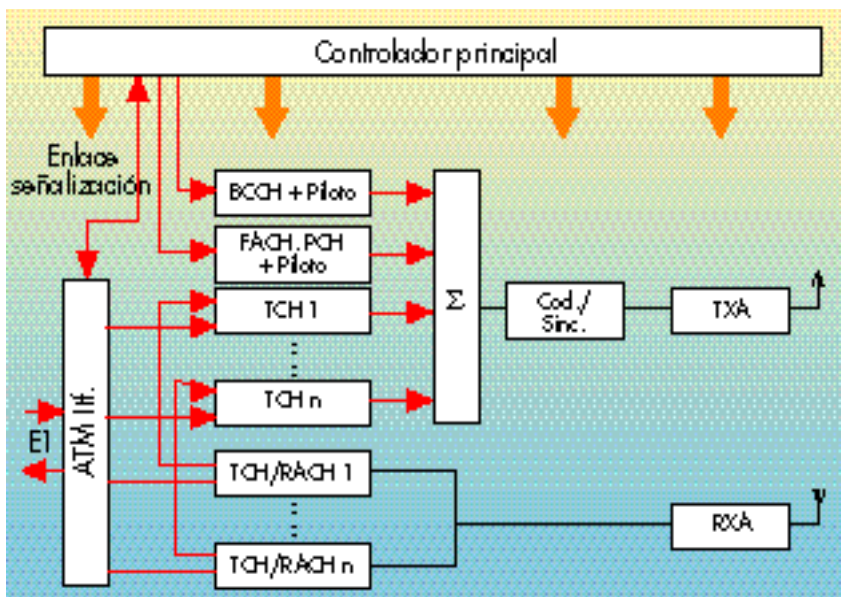 Controlador principal
Enlace
señalización
BCCH + Piloto
FACH. PCH
+ Piloto
TCH 1
TCH n
Σ
Cod./
Sinc.
TXA
E1
ATM Itf.
TCH/RACH 1
TCH/RACH n
RXA